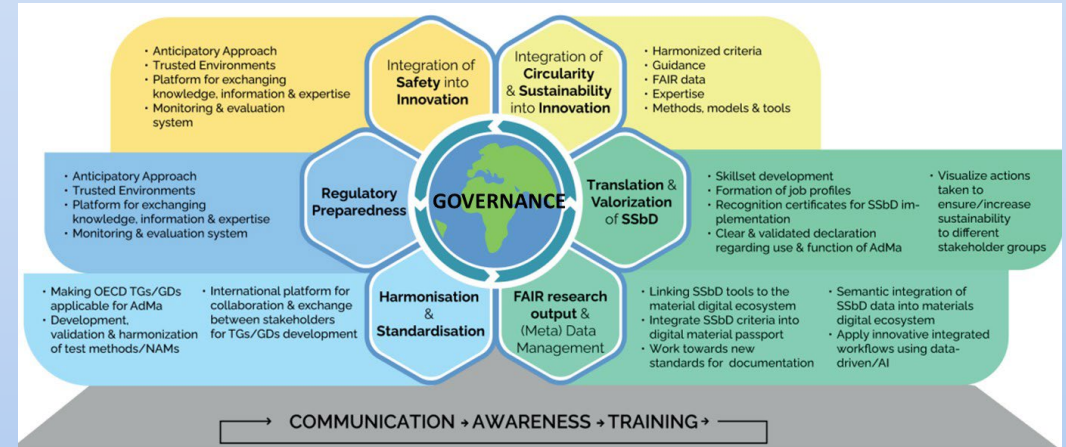 • Anticipatory Approach
• Trusted Environments
• Platform for exchanging
knowledge, information & expertise
• Monitoring & evaluation
system
Integration of
Safety into
Innovation
Integration of
Circularity
& Sustainability
into Innovation
• Harmonized criteria
• Guidance
• FAIR data
• Expertise
• Methods, models & tools
• Anticipatory Approach
• Trusted Environments
• Platform for exchanging
knowledge, information & expertise
• Monitoring & evaluation system
Regulatory
Preparedness
GOVERNANCE
Translation &
Valorization
of SSbD
• Skillset development
• Formation of job profiles
• Recognition certificates for SSbD im-
plementation
• Clear & validated declaration
regarding use & function of AdMa
• Visualize actions
taken to
ensure/increase
sustainability
to different
stakeholder groups
• Making OECD TGs/GDs
applicable for AdMa
• Development,
validation & harmonization
of test methods/NAMs
• International platform for
collaboration & exchange
between stakeholders
for TGs/GDs development
Harmonisation
&
Standardisation
FAIR research
output &
(Meta) Data
Management
• Linking SSbD tools to the
material digital ecosystem
• Integrate SSbD criteria into
digital material passport
• Work towards new
standards for documentation
• Semantic integration of
SSbD data into materials
digital ecosystem
• Apply innovative integrated
workflows using data-
driven/AI
COMMUNICATION → AWARENESS → TRAINING →